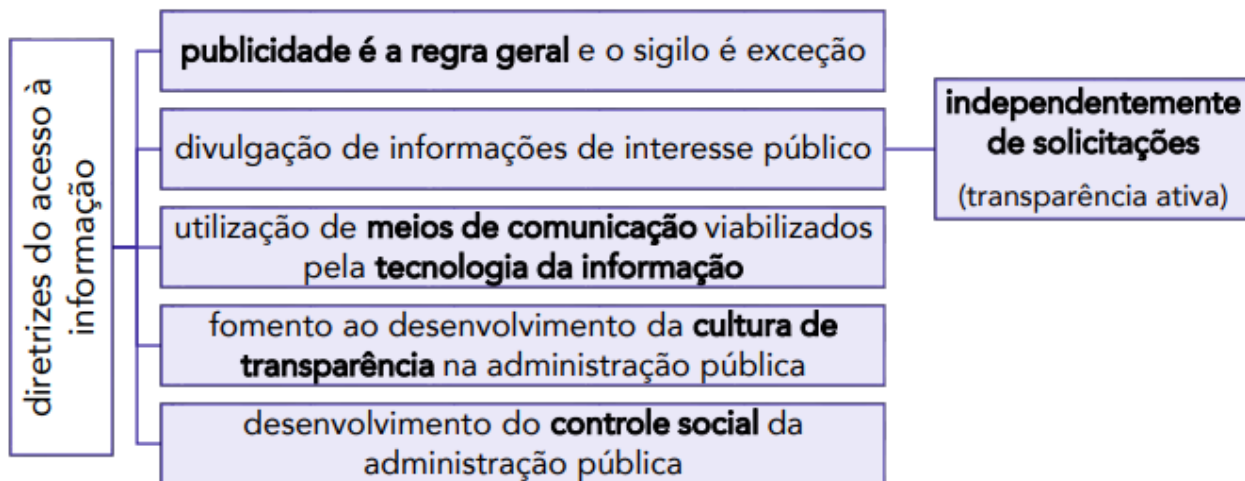 diretrizes do acesso à
informação
publicidade é a regra geral e o sigilo é exceção
divulgação de informações de interesse público
independentemente
de solicitações
(transparência ativa)
utilização de meios de comunicação viabilizados
pela tecnologia da informação
fomento ao desenvolvimento da cultura de
transparência na administração pública
desenvolvimento do controle social da
administração pública